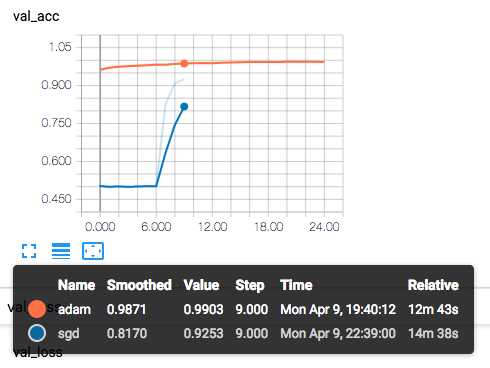 val_acc
1.05
0.900
0.750
0.600
0.450
0.000 6.000 12.00 18.00 24.00
Name Smoothed Value Step Time Relative
adam 0.9871 0.9903 9.000 Mon Apr 9, 19:40:12 12m 43s
sgd 0.8170 0.9253 9.000 Mon Apr 9, 22:39:00 14m 38s
val_loss